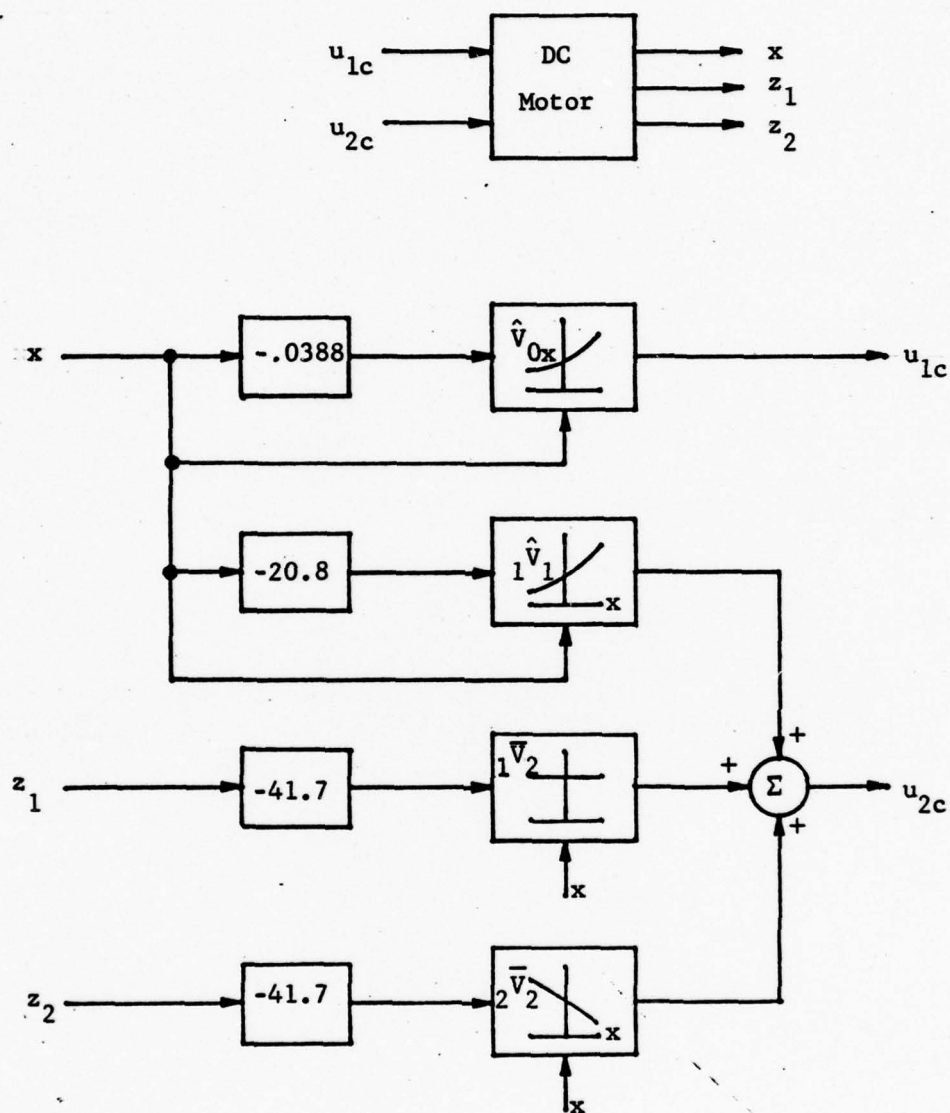 u1c
DC
Motor
x
z1
u2c
z2
x
-.0388
V̂0x
u1c
-20.8
1V̂1
x
z1
-41.7
1V̅2
+
+
Σ
+
u2c
x
z2
-41.7
2V̅2
x
x